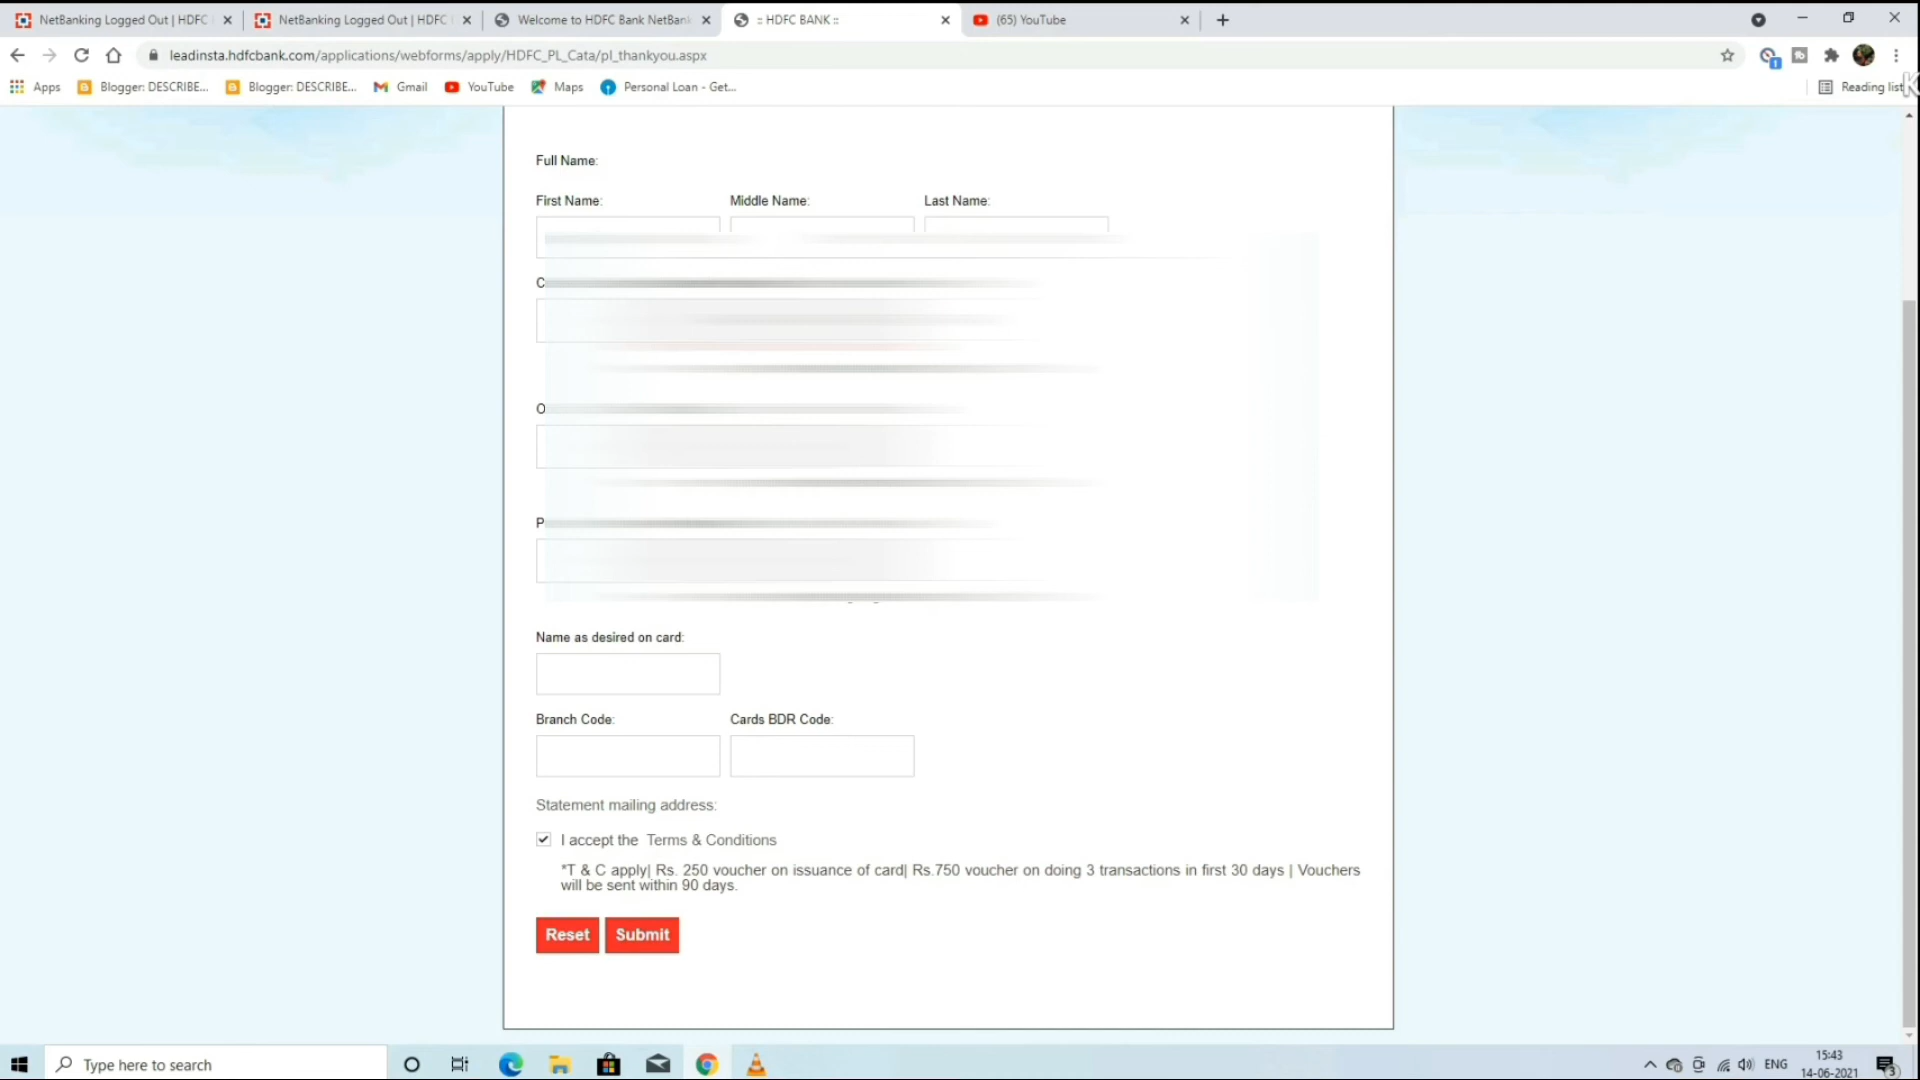 NetBanking Logged Out | HDFC
NetBanking Logged Out | HDFC
Welcome to HDFC Bank NetBank
:: HDFC BANK ::
(65) YouTube
leadinsta.hdfcbank.com/applications/webforms/apply/HDFC_PL_Cata/pl_thankyou.aspx
Apps
Blogger: DESCRIBE...
Blogger: DESCRIBE...
Gmail
YouTube
Maps
Personal Loan - Get...
Reading list
K
Full Name:
First Name: Middle Name: Last Name:
C
O
P
Name as desired on card:
Branch Code: Cards BDR Code:
Statement mailing address:
I accept the Terms & Conditions
*T & C apply| Rs. 250 voucher on issuance of card| Rs.750 voucher on doing 3 transactions in first 30 days | Vouchers
will be sent within 90 days.
Reset Submit
Type here to search
ENG
15:43
14-06-2021
3